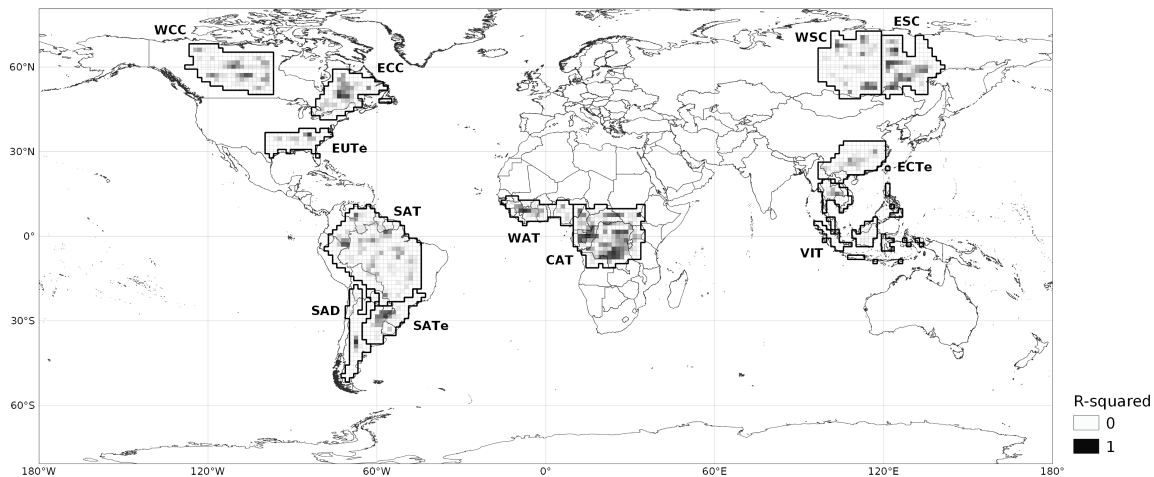 ESC
WCC
WSC
ECC
60°N
EUTe
30°N
ECTe
SAT
0°
WAT
VIT
CAT
SAD
SATe
30°S
60°S
R-squared
0
1
180°W
120°W
60°W
0°
60°E
120°E
180°